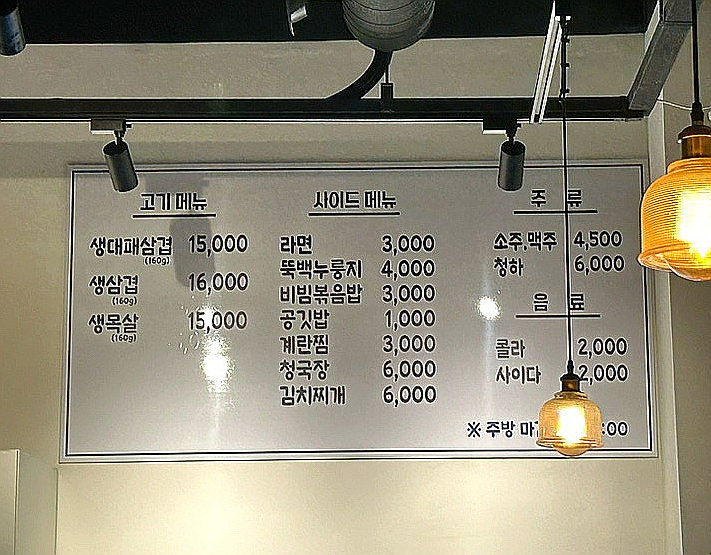 고기 메뉴
생대패삼겹 15,000
(160g)
생삼겹 16,000
(160g)
생목살 15,000
(160g)
사이드 메뉴
라면 3,000
뚝배누룽지 4,000
비빔볶음밥 3,000
공깃밥 1,000
계란찜 3,000
청국장 6,000
김치찌개 6,000
주 류
소주,맥주 4,500
청하 6,000
음 료
콜라 2,000
사이다 2,000
※ 주방 :00